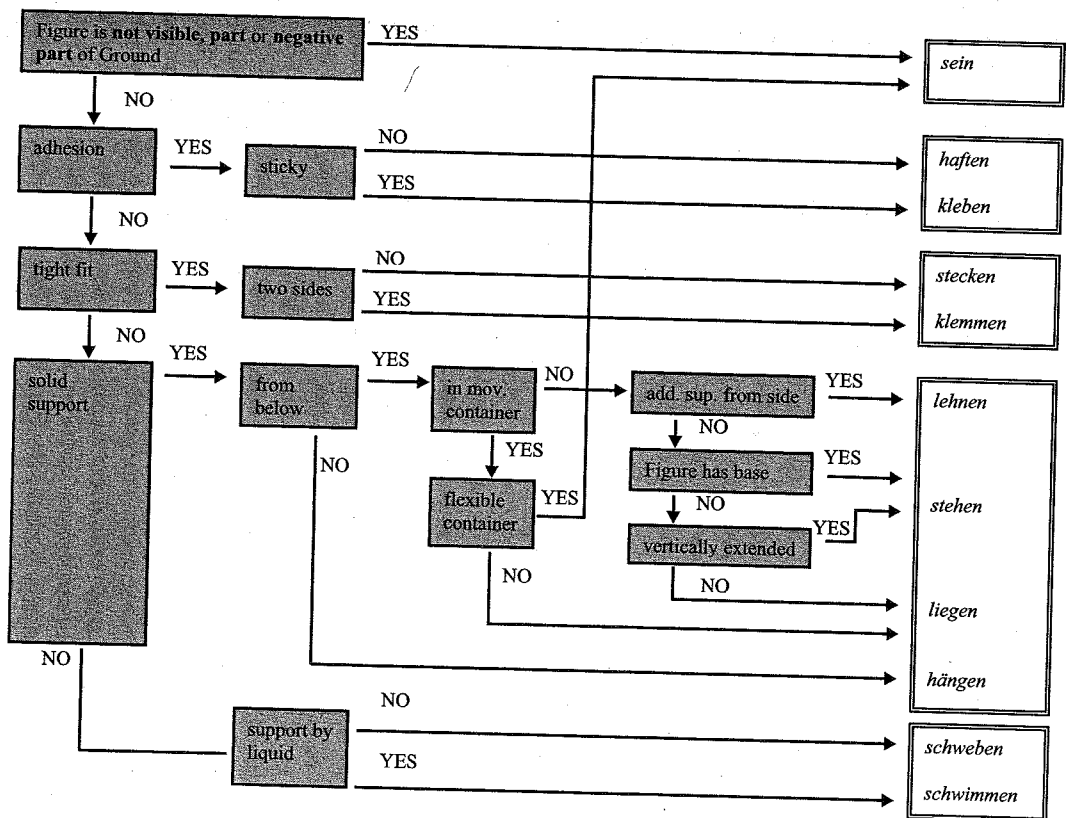 Figure is not visible, part or negative
part of Ground
YES
sein
NO
adhesion
YES
sticky
NO
haften
YES
kleben
NO
tight fit
YES
two sides
NO
stecken
YES
klemmen
NO
solid
support
YES
from
below
YES
in mov.
container
NO
add. sup. from side
YES
lehnen
NO
YES
NO
Figure has base
YES
flexible
container
YES
NO
stehen
vertically extended
YES
NO
NO
liegen
NO
hängen
support by
liquid
NO
schweben
YES
schwimmen